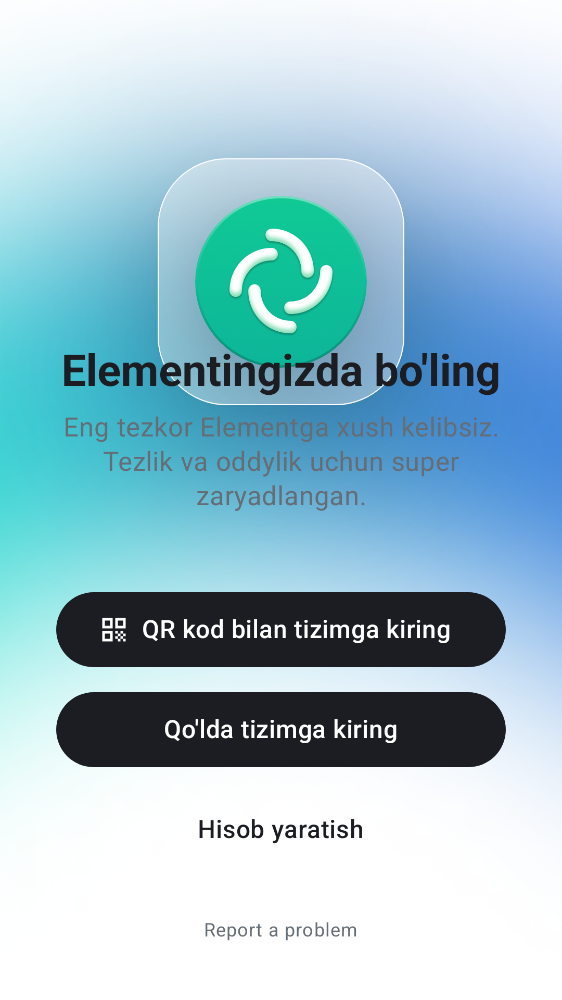 Elementingizda bo'ling
Eng tezkor Elementga xush kelibsiz.
Tezlik va oddylik uchun super
zaryadlangan.
QR kod bilan tizimga kiring
Qo'lda tizimga kiring
Hisob yaratish
Report a problem